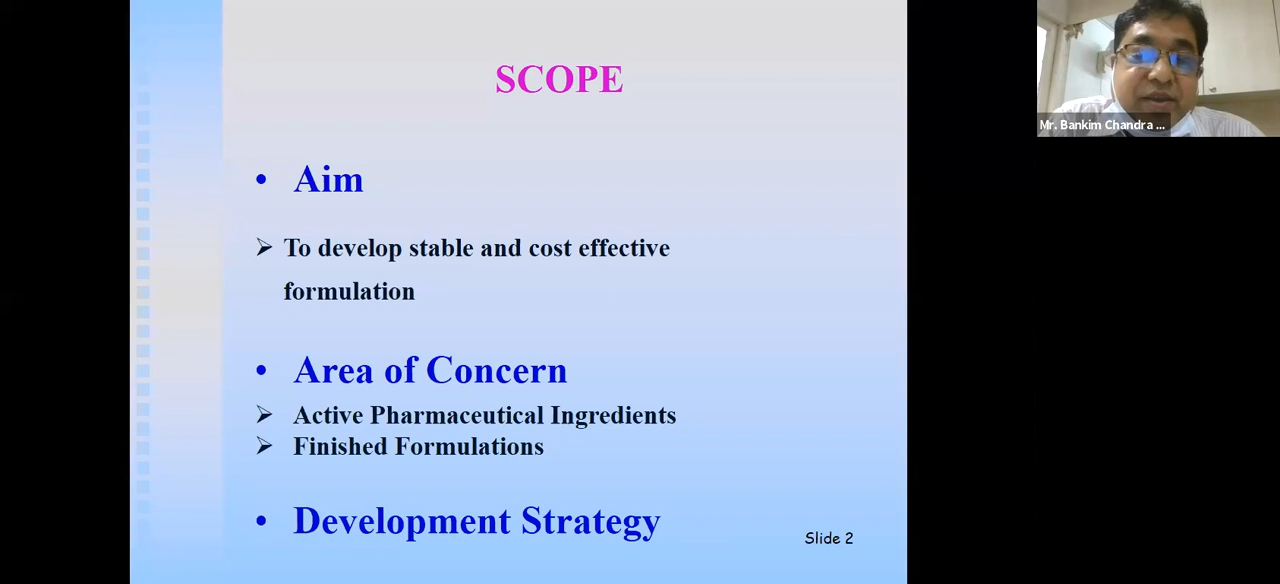 SCOPE
• Aim
➢ To develop stable and cost effective
formulation
• Area of Concern
➢ Active Pharmaceutical Ingredients
➢ Finished Formulations
• Development Strategy
Slide 2
Mr. Bankim Chandra ...